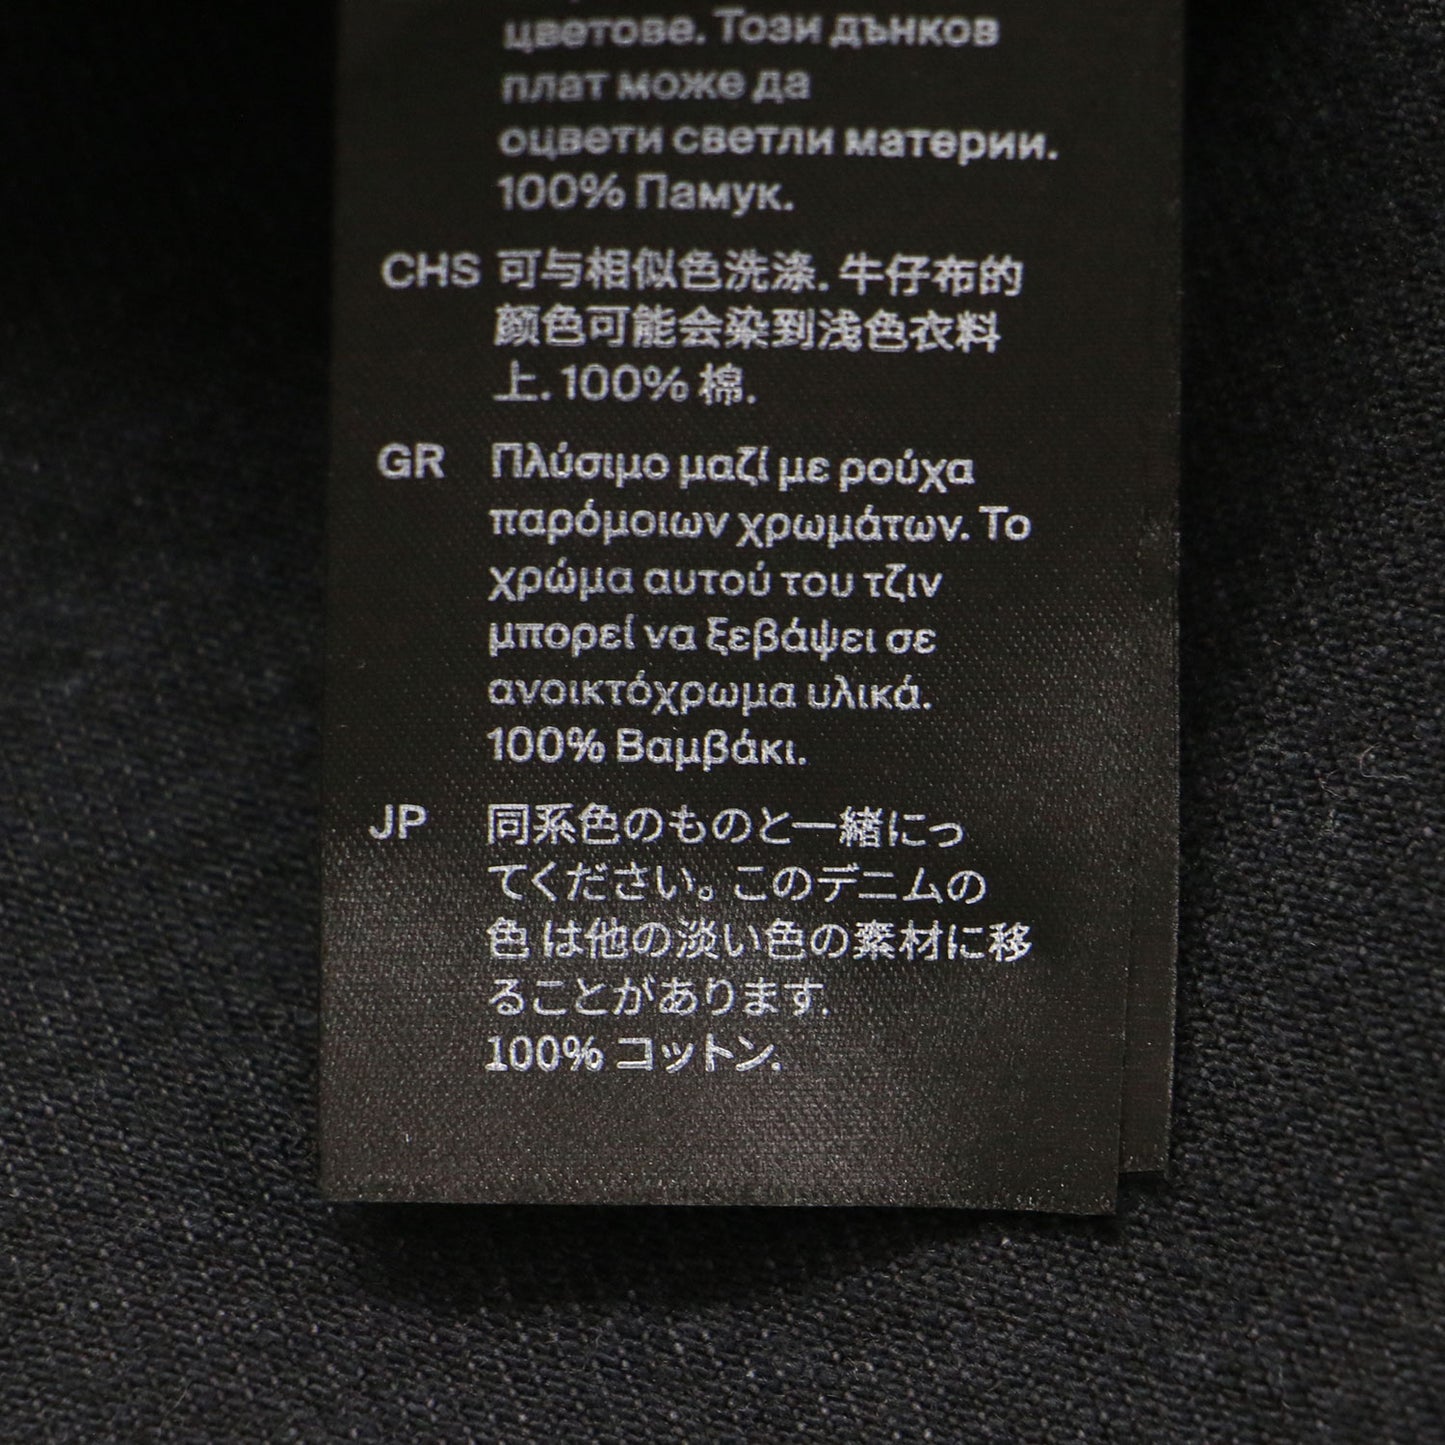 цветове. Този дънков
плат може да
оцвети светли материи.
100% Памук.
CHS 可与相似色洗涤. 牛仔布的
颜色可能会染到浅色衣料
上. 100% 棉.
GR Πλύσιμο μαζί με ρούχα
παρόμοιων χρωμάτων. Το
χρώμα αυτού του τζιν
μπορεί να ξεβάψει σε
ανοικτόχρωμα υλικά.
100% Βαμβάκι.
JP 同系色のものと一緒にっ
てください。このデニムの
色 は他の淡い色の素材に移
ることがあります.
100% コットン.